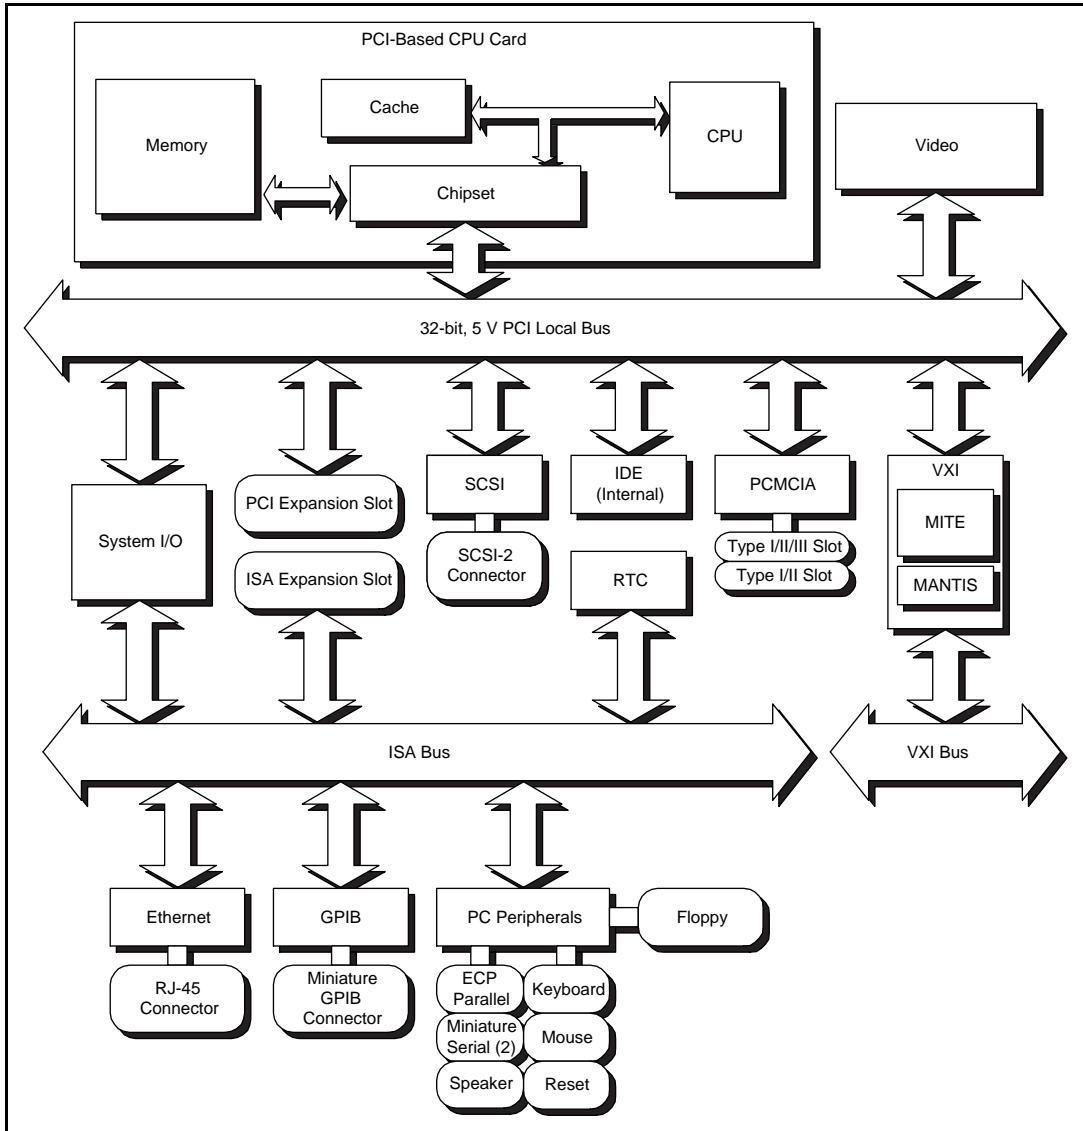 PCI-Based CPU Card
Memory
Cache
CPU
Chipset
Video
32-bit, 5 V PCI Local Bus
System I/O
PCI Expansion Slot
ISA Expansion Slot
SCSI
SCSI-2
Connector
IDE
(Internal)
RTC
PCMCIA
Type I/II/III Slot
Type I/II Slot
VXI
MITE
MANTIS
ISA Bus
VXI Bus
Ethernet
RJ-45
Connector
GPIB
Miniature
GPIB
Connector
PC Peripherals
Floppy
ECP
Parallel
Keyboard
Miniature
Serial (2)
Mouse
Speaker
Reset